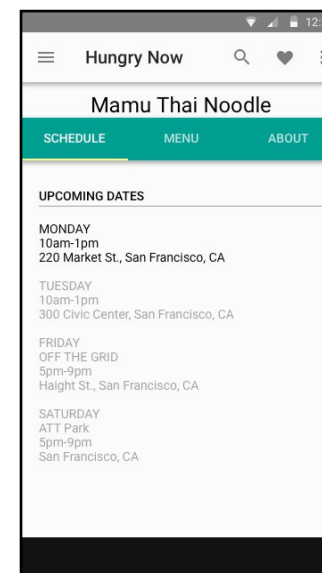 12:
Hungry Now
Mamu Thai Noodle
SCHEDULE MENU ABOUT
UPCOMING DATES
MONDAY
10am-1pm
220 Market St., San Francisco, CA
TUESDAY
10am-1pm
300 Civic Center, San Francisco, CA
FRIDAY
OFF THE GRID
5pm-9pm
Haight St., San Francisco, CA
SATURDAY
ATT Park
5pm-9pm
San Francisco, CA